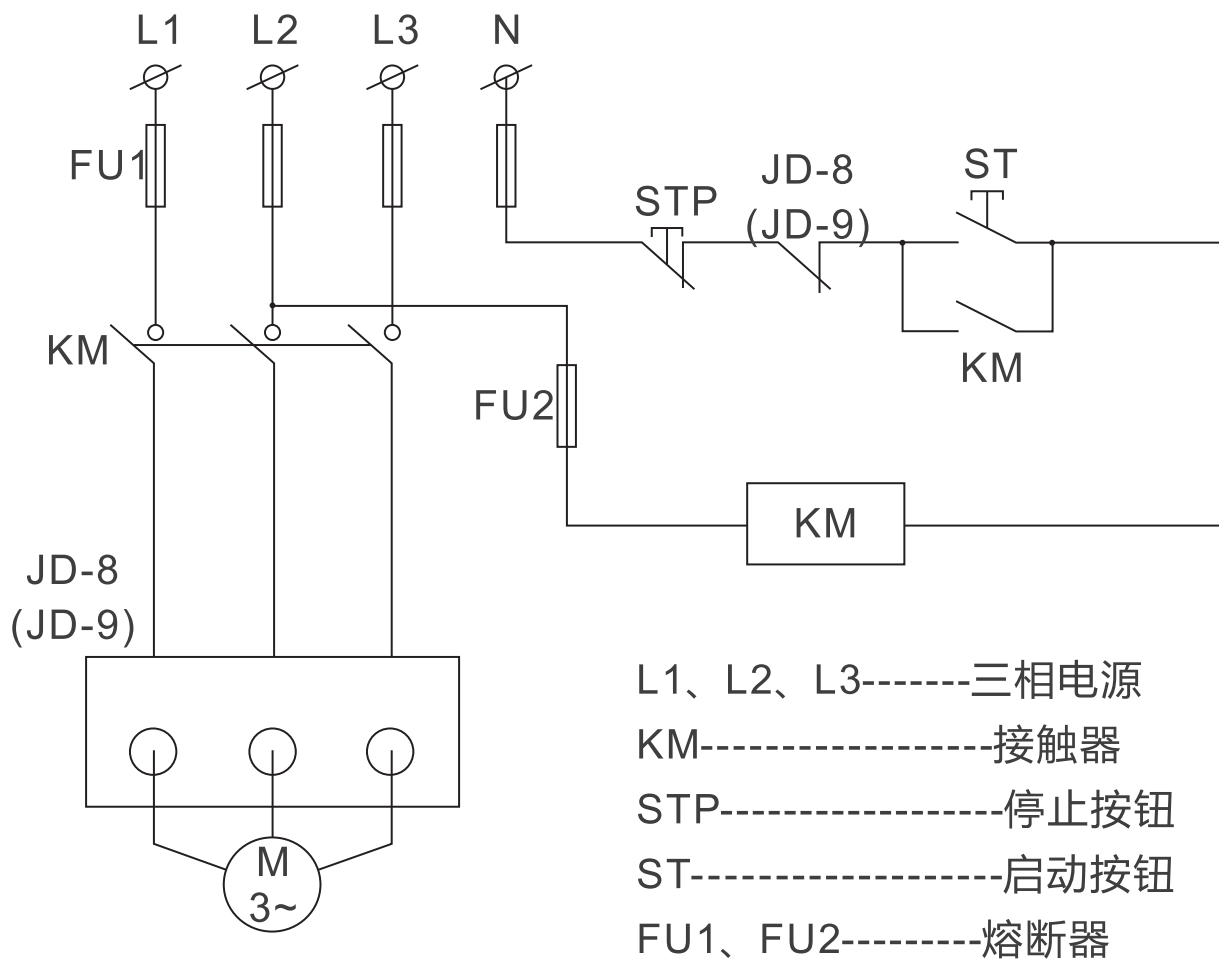 L1 L2 L3 N
FU1
STP
JD-8
(JD-9)
ST
KM
KM
FU2
KM
JD-8
(JD-9)
M
3~
L1、L2、L3-------三相电源
KM------------------接触器
STP-----------------停止按钮
ST-------------------启动按钮
FU1、FU2---------熔断器